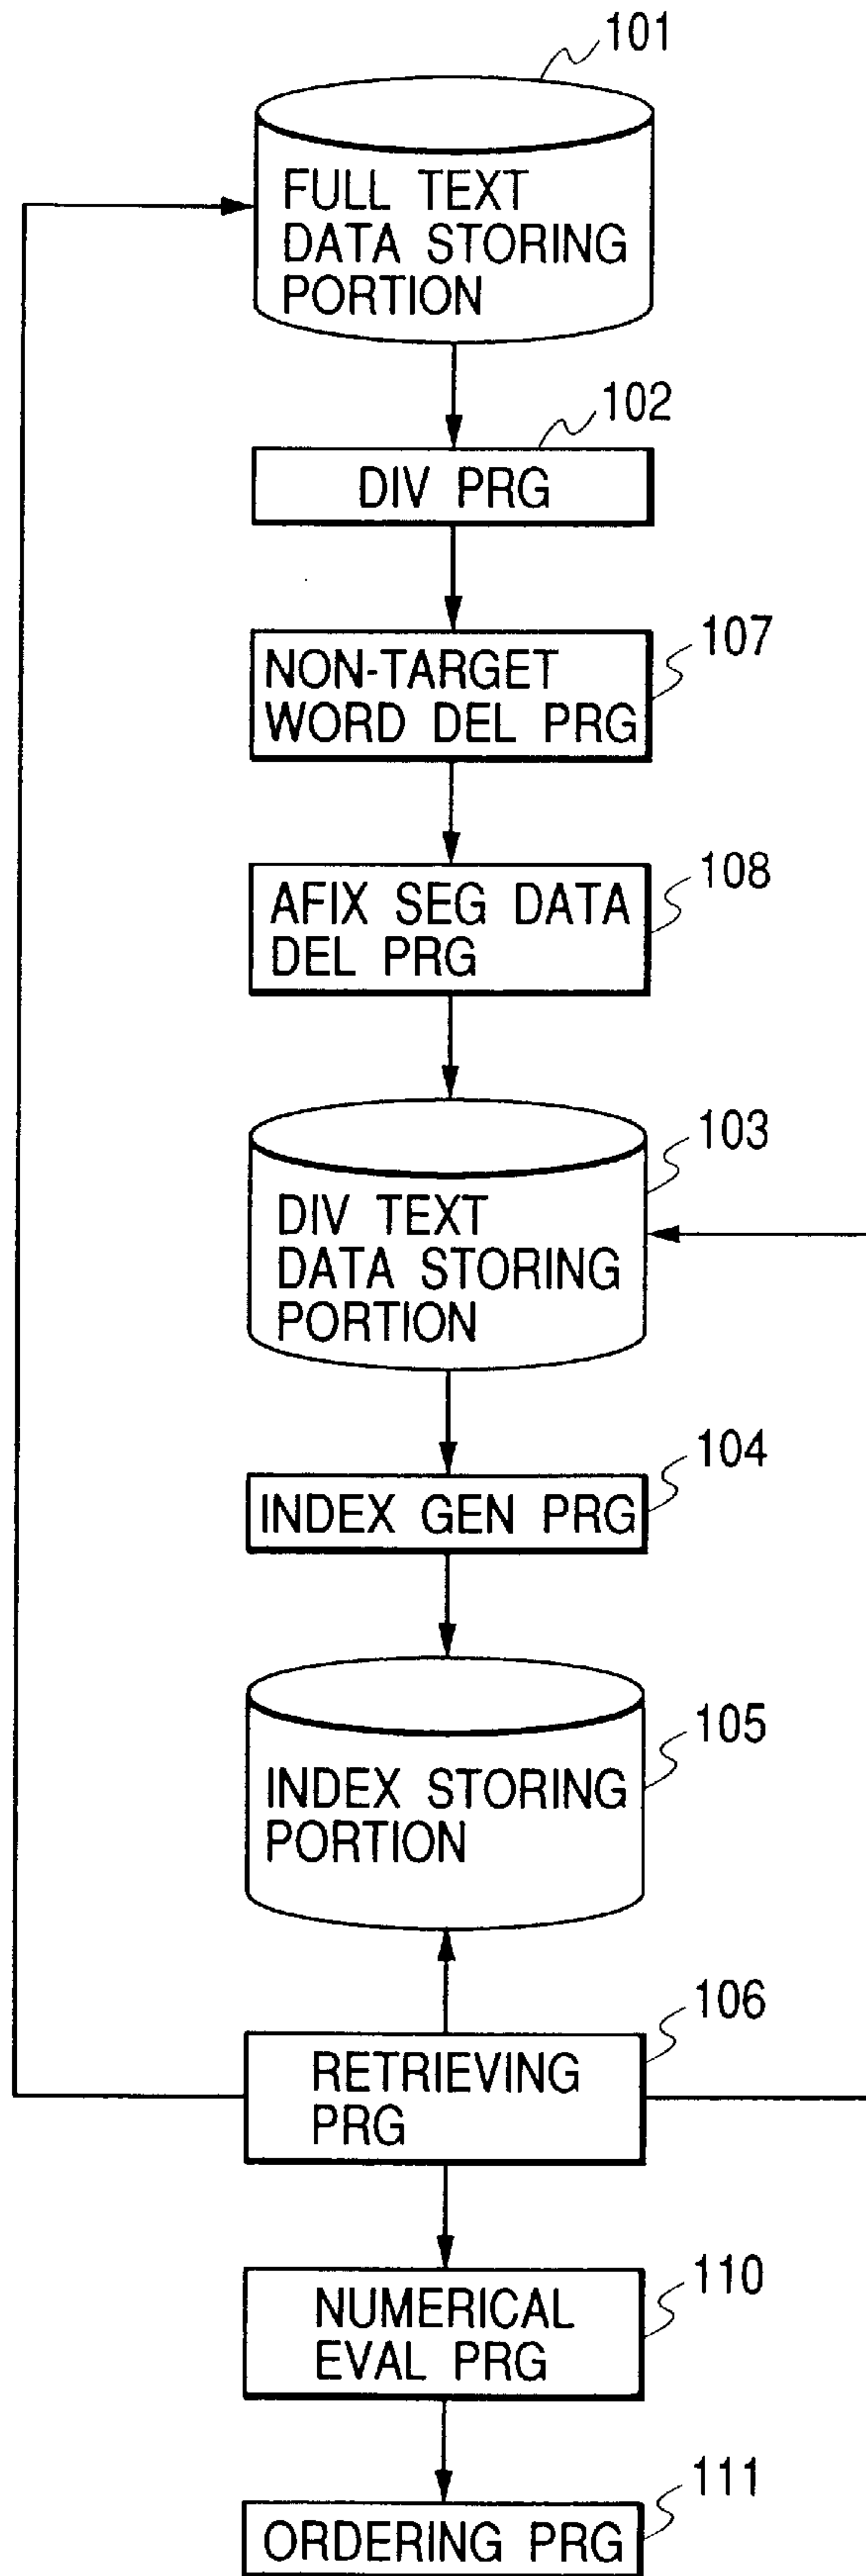 101
FULL TEXT
DATA STORING
PORTION
102
DIV PRG
107
NON-TARGET
WORD DEL PRG
108
AFIX SEG DATA
DEL PRG
103
DIV TEXT
DATA STORING
PORTION
104
INDEX GEN PRG
105
INDEX STORING
PORTION
106
RETRIEVING
PRG
110
NUMERICAL
EVAL PRG
111
ORDERING PRG